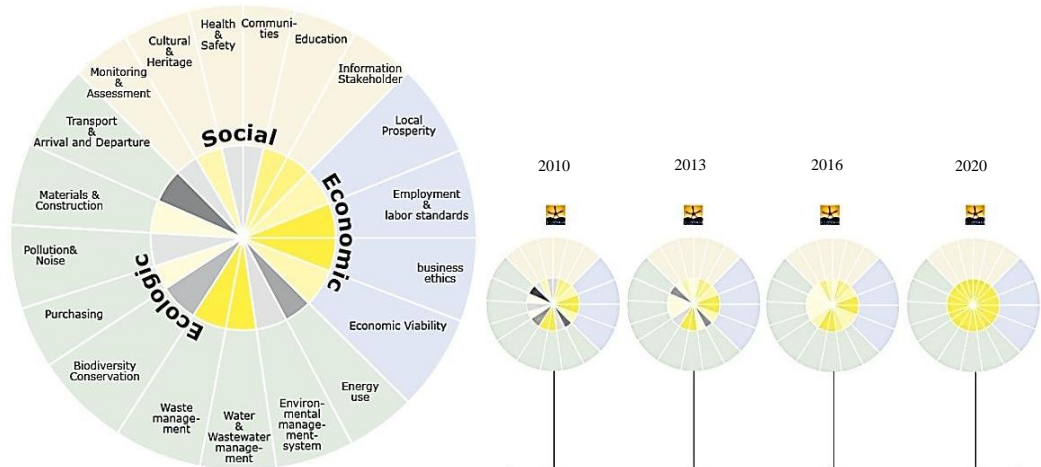 Health
&
Safety
Communi-
ties
Education
Information
Stakeholder
Cultural
&
Heritage
Monitoring
&
Assessment
Transport
&
Arrival and Departure
Materials &
Construction
Pollution&
Noise
Purchasing
Biodiversity
Conservation
Waste
manage-
ment
Water
&
Wastewater
manage-
ment
Environ-
mental
manage-
ment-
system
Energy
use
Economic Viability
business
ethics
Employment
&
labor standards
Local
Prosperity
Social
Economic
Ecologic
2010
2013
2016
2020